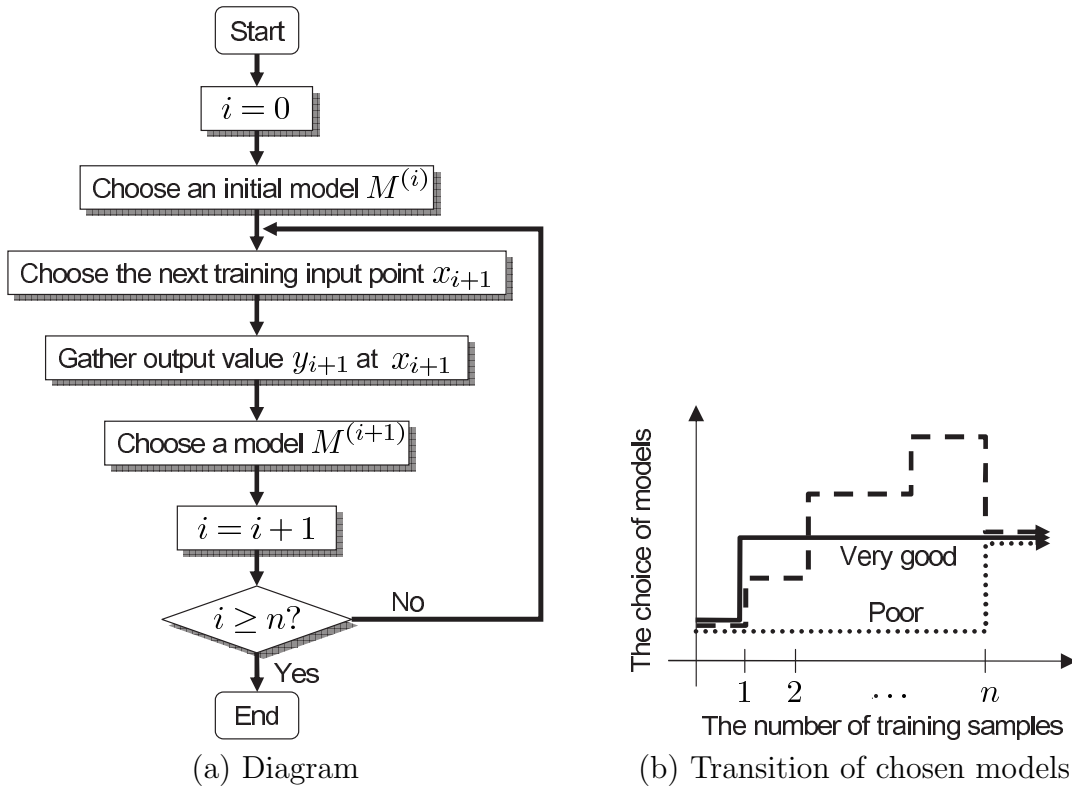 Start
i = 0
Choose an initial model M^{(i)}
Choose the next training input point x_{i+1}
Gather output value y_{i+1} at x_{i+1}
Choose a model M^{(i+1)}
i = i + 1
i ≥ n?
No
Yes
End
(a) Diagram
The choice of models
Very good
Poor
1 2 ··· n
The number of training samples
(b) Transition of chosen models